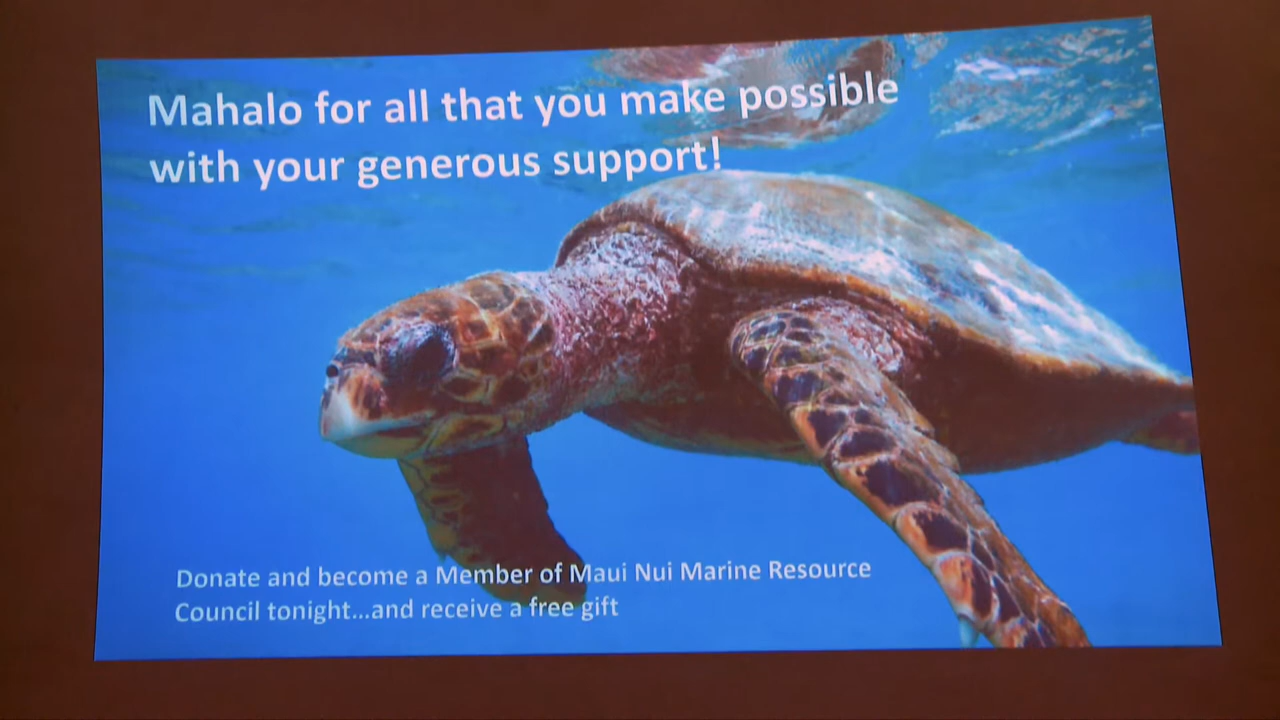 Mahalo for all that you make possible
with your generous support!
Donate and become a Member of Maui Nui Marine Resource
Council tonight...and receive a free gift